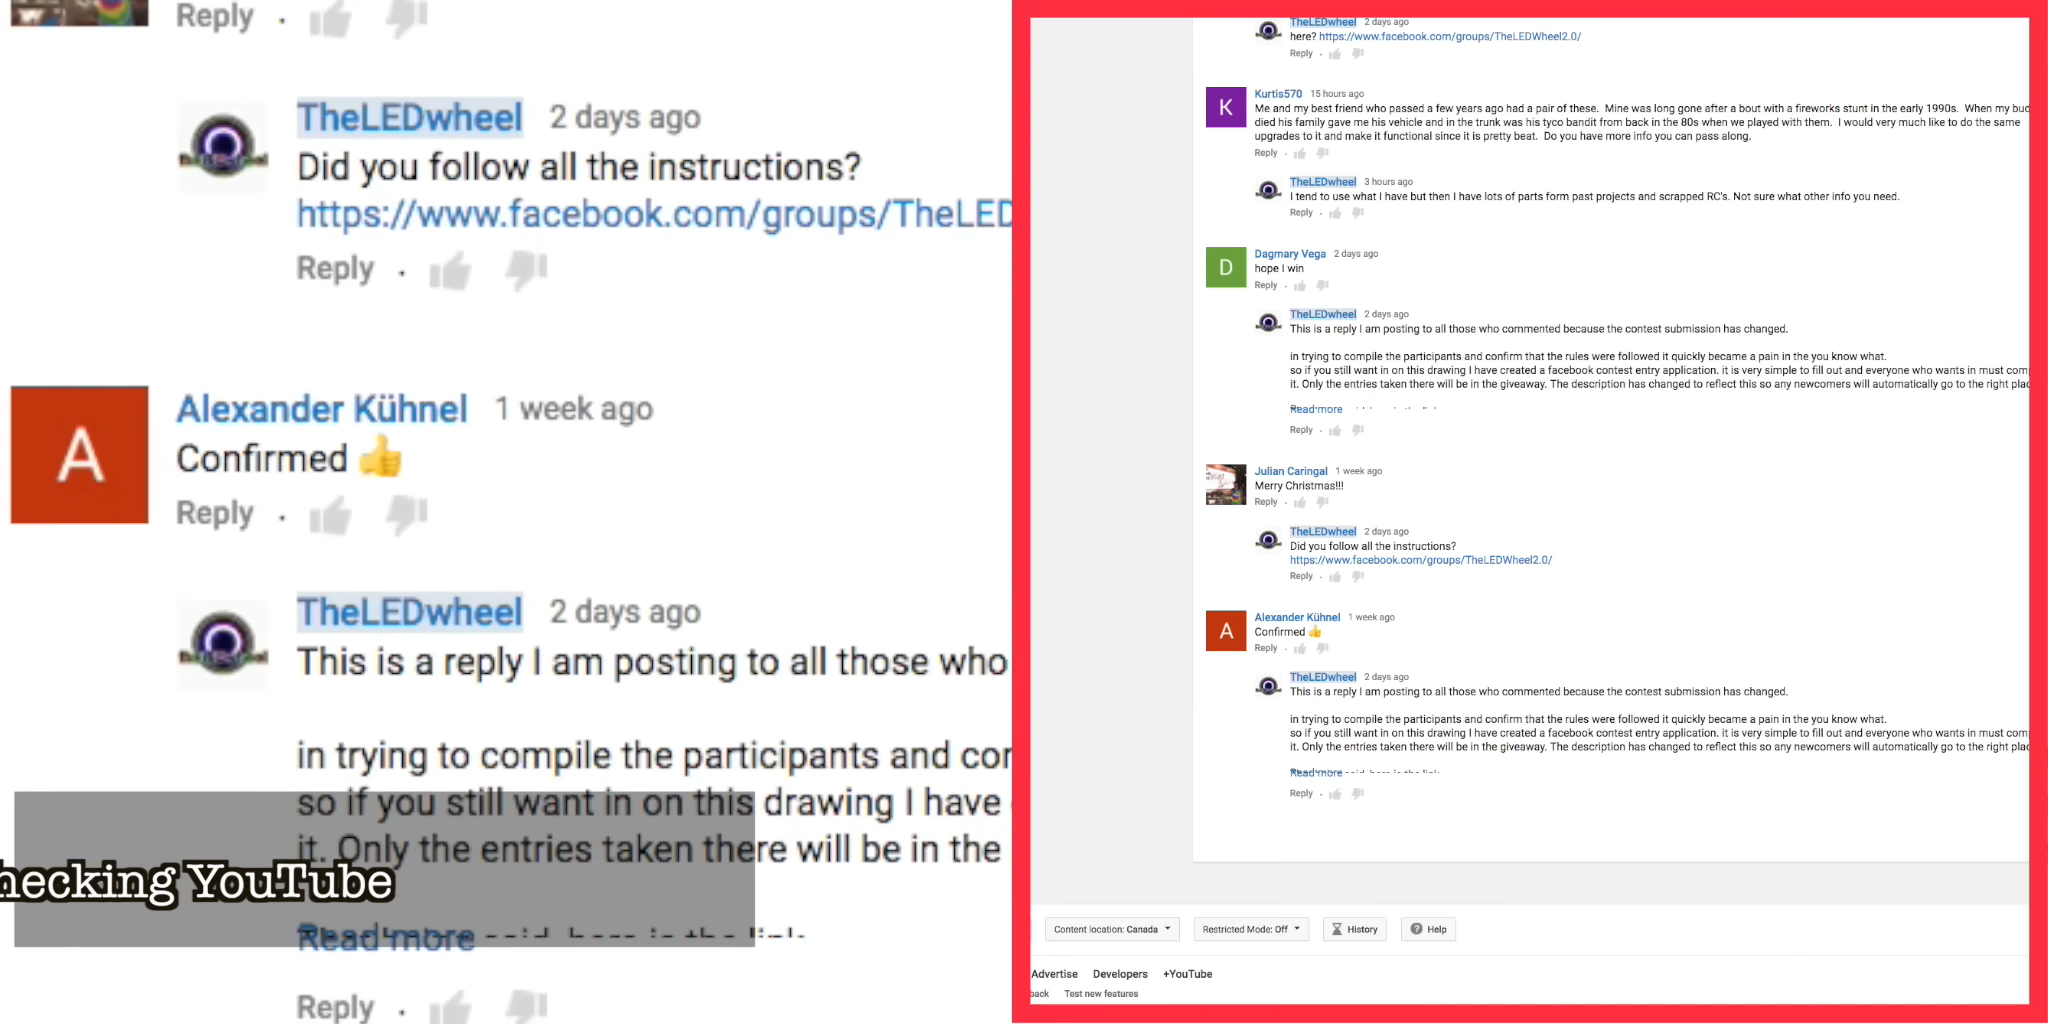 Reply ·
TheLEDwheel 2 days ago
Did you follow all the instructions?
https://www.facebook.com/groups/TheLED
Reply ·
A
Alexander Kühnel 1 week ago
Confirmed 👍
Reply ·
TheLEDwheel 2 days ago
This is a reply I am posting to all those who
in trying to compile the participants and cor
so if you still want in on this drawing I have
it. Only the entries taken there will be in the
hecking YouTube
Read more
Reply ·
TheLEDwheel 2 days ago
here? https://www.facebook.com/groups/TheLEDWheel2.0/
Reply ·
K
Kurtis570 15 hours ago
Me and my best friend who passed a few years ago had a pair of these. Mine was long gone after a bout with a fireworks stunt in the early 1990s. When my bud
died his family gave me his vehicle and in the trunk was his tyco bandit from back in the 80s when we played with them. I would very much like to do the same
upgrades to it and make it functional since it is pretty beat. Do you have more info you can pass along.
Reply ·
TheLEDwheel 3 hours ago
I tend to use what I have but then I have lots of parts form past projects and scrapped RC's. Not sure what other info you need.
Reply ·
D
Dagmary Vega 2 days ago
hope I win
Reply ·
TheLEDwheel 2 days ago
This is a reply I am posting to all those who commented because the contest submission has changed.
in trying to compile the participants and confirm that the rules were followed it quickly became a pain in the you know what.
so if you still want in on this drawing I have created a facebook contest entry application. it is very simple to fill out and everyone who wants in must com
it. Only the entries taken there will be in the giveaway. The description has changed to reflect this so any newcomers will automatically go to the right plac
Read more
Reply ·
Julian Caringal 1 week ago
Merry Christmas!!!
Reply ·
TheLEDwheel 2 days ago
Did you follow all the instructions?
https://www.facebook.com/groups/TheLEDWheel2.0/
Reply ·
A
Alexander Kühnel 1 week ago
Confirmed 👍
Reply ·
TheLEDwheel 2 days ago
This is a reply I am posting to all those who commented because the contest submission has changed.
in trying to compile the participants and confirm that the rules were followed it quickly became a pain in the you know what.
so if you still want in on this drawing I have created a facebook contest entry application. it is very simple to fill out and everyone who wants in must com
it. Only the entries taken there will be in the giveaway. The description has changed to reflect this so any newcomers will automatically go to the right plac
Read more
Reply ·
Content location: Canada Restricted Mode: Off History Help
Advertise Developers +YouTube
back Test new features